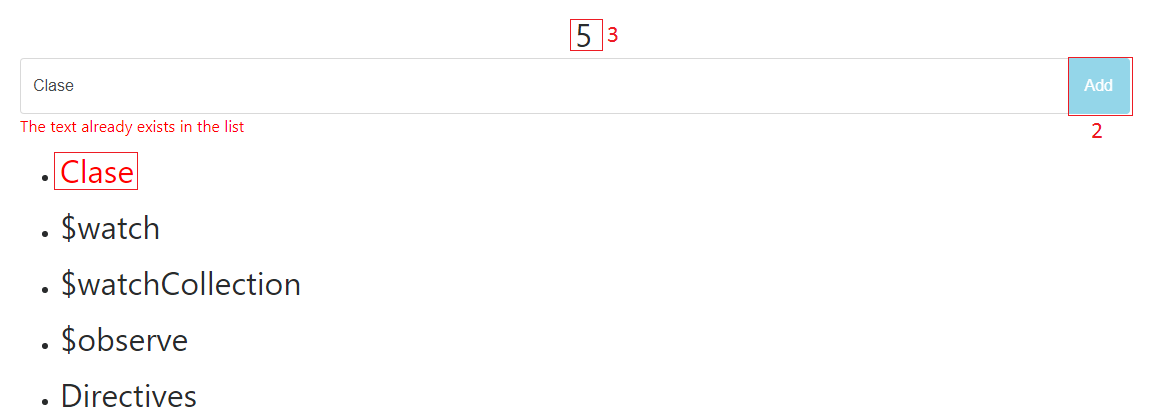 5 3
Clase Add
The text already exists in the list
2
Clase
$watch
$watchCollection
$observe
Directives